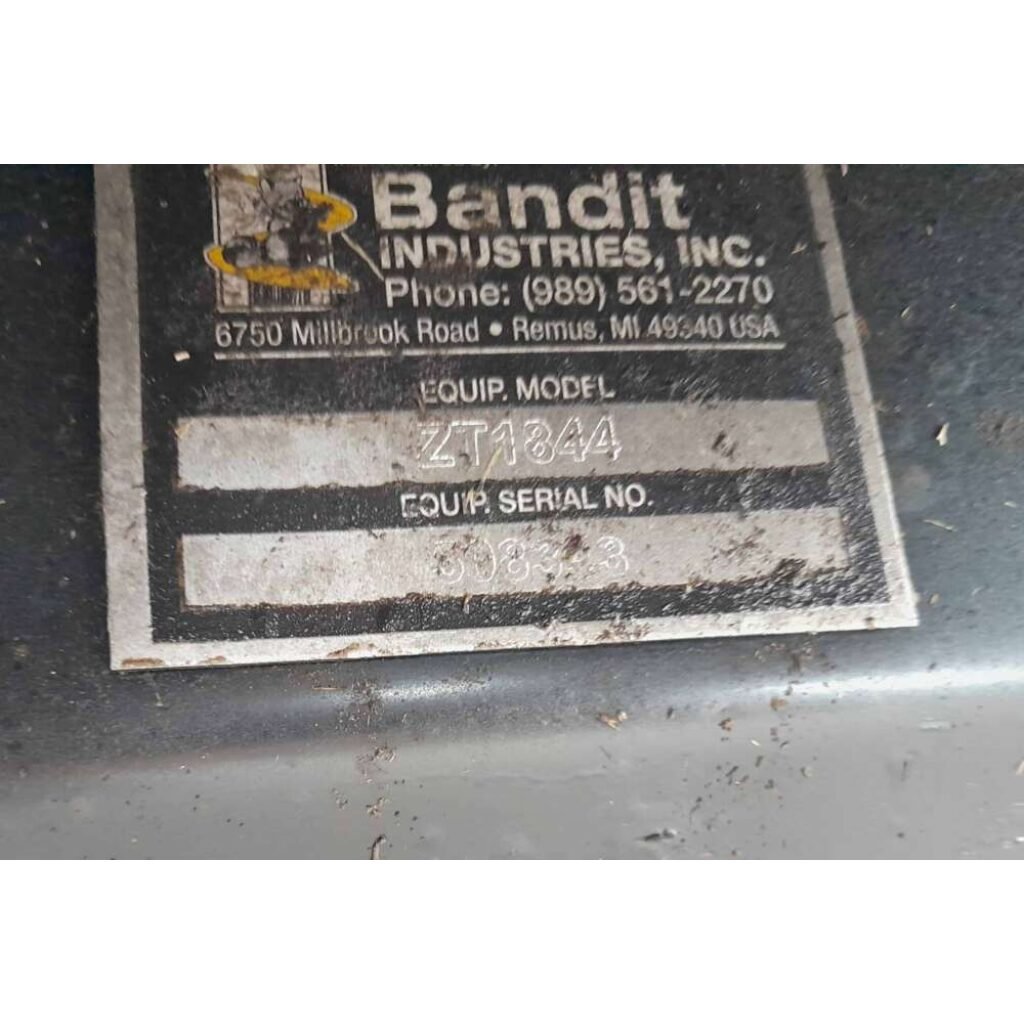 Bandit
INDUSTRIES, INC.
Phone: (989) 561-2270
6750 Millbrook Road • Remus, MI 49340 USA
EQUIP. MODEL
ZT1844
EQUIP. SERIAL NO.